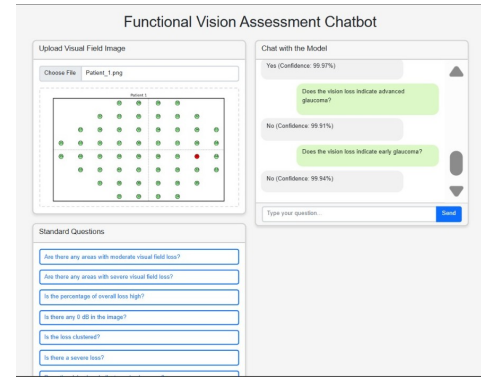 Functional Vision Assessment Chatbot
Upload Visual Field Image
Choose File Patient_1.png
Patient 1
Standard Questions
Are there any areas with moderate visual field loss?
Are there any areas with severe visual field loss?
Is the percentage of overall loss high?
Is there any 0 dB in the image?
Is the loss clustered?
Is there a severe loss?
Chat with the Model
Yes (Confidence: 99.97%)
Does the vision loss indicate advanced
glaucoma?
No (Confidence: 99.91%)
Does the vision loss indicate early glaucoma?
No (Confidence: 99.94%)
Type your question...
Send